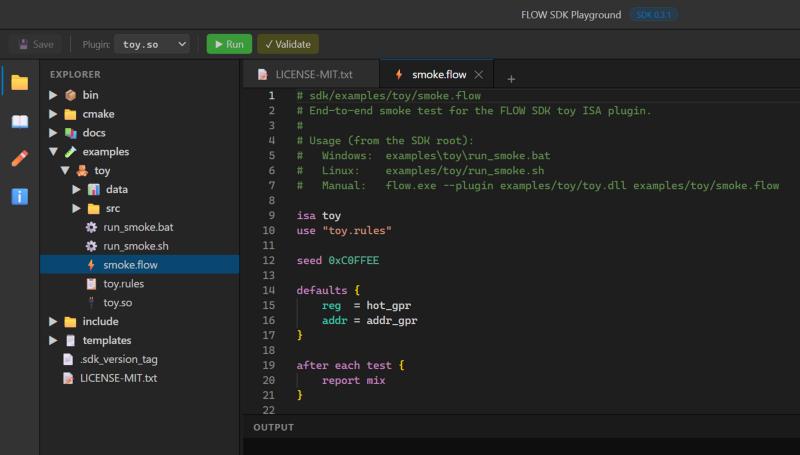 FLOW SDK Playground SDK 0.3.1
Save Plugin: toy.so Run ✓ Validate
EXPLORER
bin
cmake
docs
examples
toy
data
src
run_smoke.bat
run_smoke.sh
smoke.flow
toy.rules
toy.so
include
templates
.sdk_version_tag
LICENSE-MIT.txt
LICENSE-MIT.txt smoke.flow
1 # sdk/examples/toy/smoke.flow
2 # End-to-end smoke test for the FLOW SDK toy ISA plugin.
3 #
4 # Usage (from the SDK root):
5 #   Windows:  examples\toy\run_smoke.bat
6 #   Linux:    examples/toy/run_smoke.sh
7 #   Manual:   flow.exe --plugin examples/toy/toy.dll examples/toy/smoke.flow
8
9 isa toy
10 use "toy.rules"
11
12 seed 0xC0FFEE
13
14 defaults {
15     reg  = hot_gpr
16     addr = addr_gpr
17 }
18
19 after each test {
20     report mix
21 }
22
OUTPUT